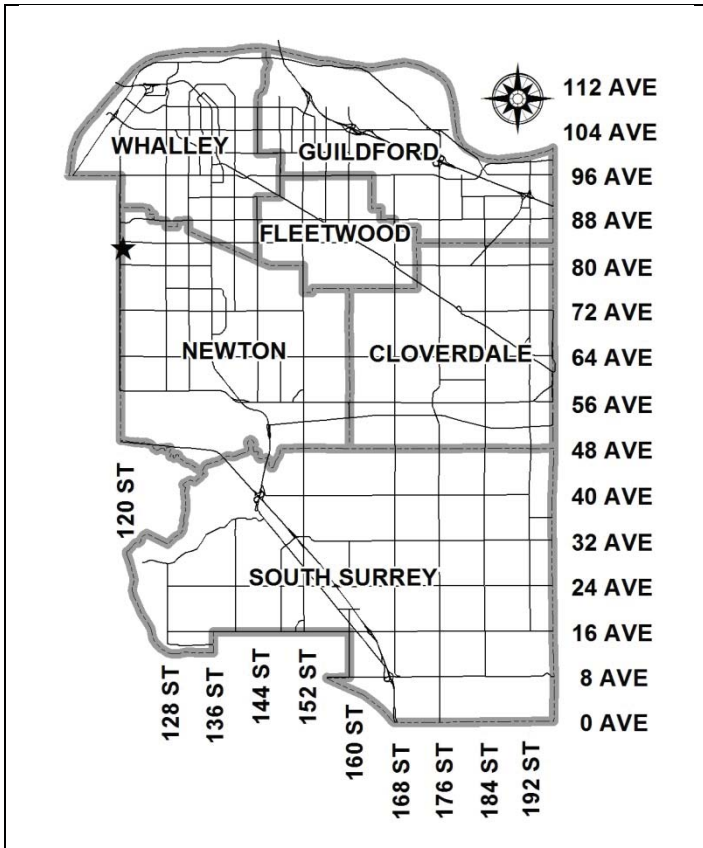 112 AVE
104 AVE
WHALLEY
GUILDFORD
96 AVE
88 AVE
FLEETWOOD
80 AVE
72 AVE
NEWTON
CLOVERDALE
64 AVE
56 AVE
48 AVE
120 ST
40 AVE
32 AVE
SOUTH SURREY
24 AVE
16 AVE
128 ST
136 ST
144 ST
152 ST
160 ST
8 AVE
0 AVE
168 ST
176 ST
184 ST
192 ST